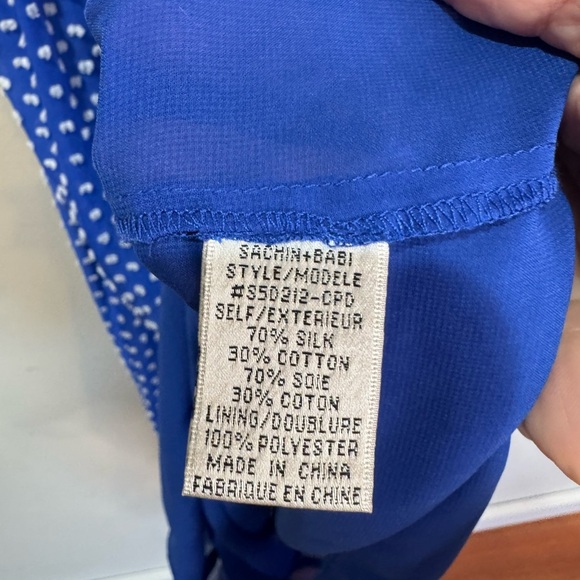 SACHIN+BABI
STYLE/MODELE
#S5D212-CPD
SELF/EXTERIEUR
70% SILK
30% COTTON
70% SOIE
30% COTON
LINING/DOUBLURE
100% POLYESTER
MADE IN CHINA
FABRIQUE EN CHINE